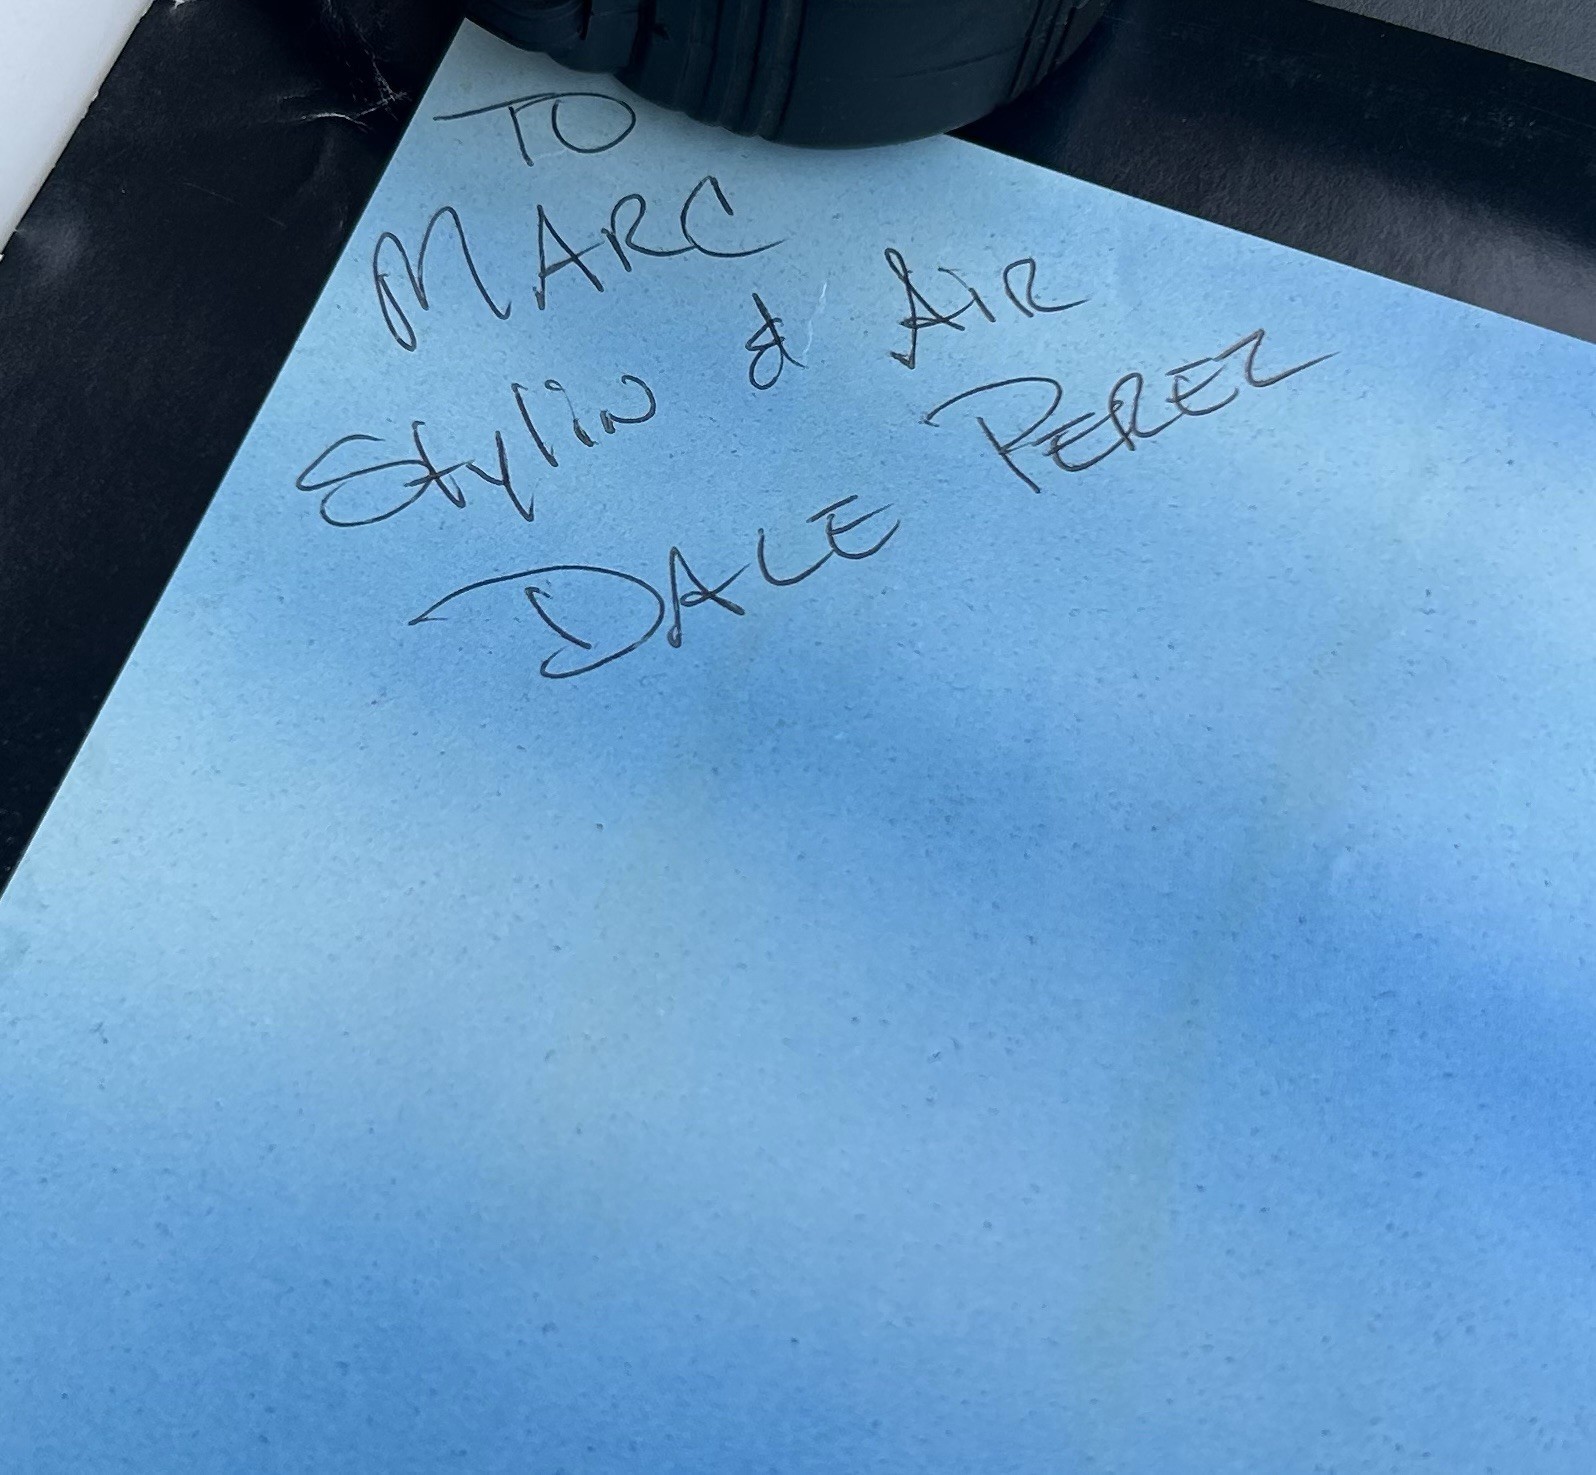 TO
MARC
Stylin & Air
DALE PEREZ